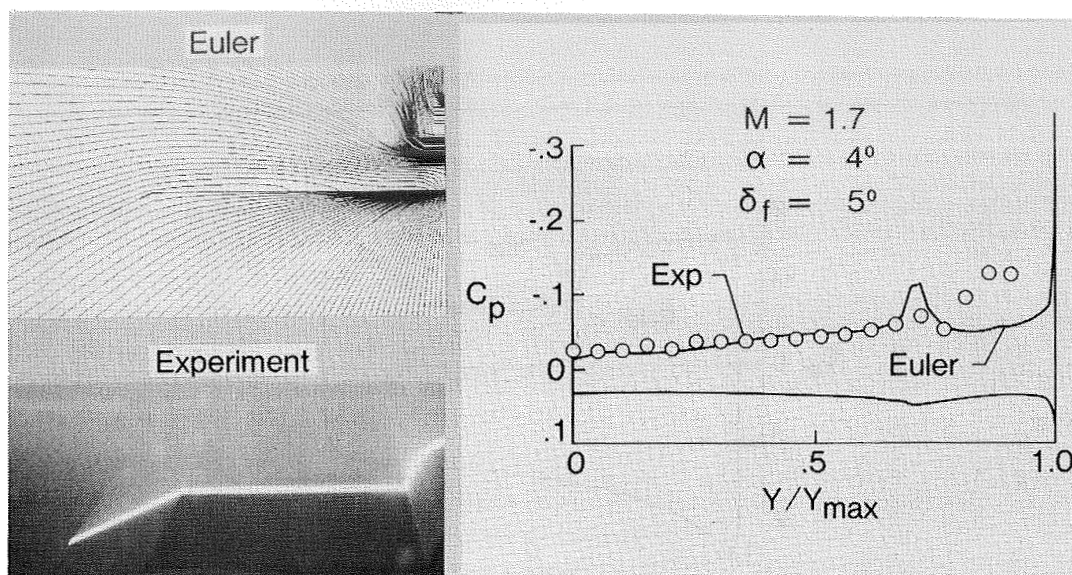 Euler
Experiment
M = 1.7
α = 4°
δf = 5°
-.3
-.2
-.1
0
.1
Cp
Exp
Euler
0
.5
1.0
Y/Ymax